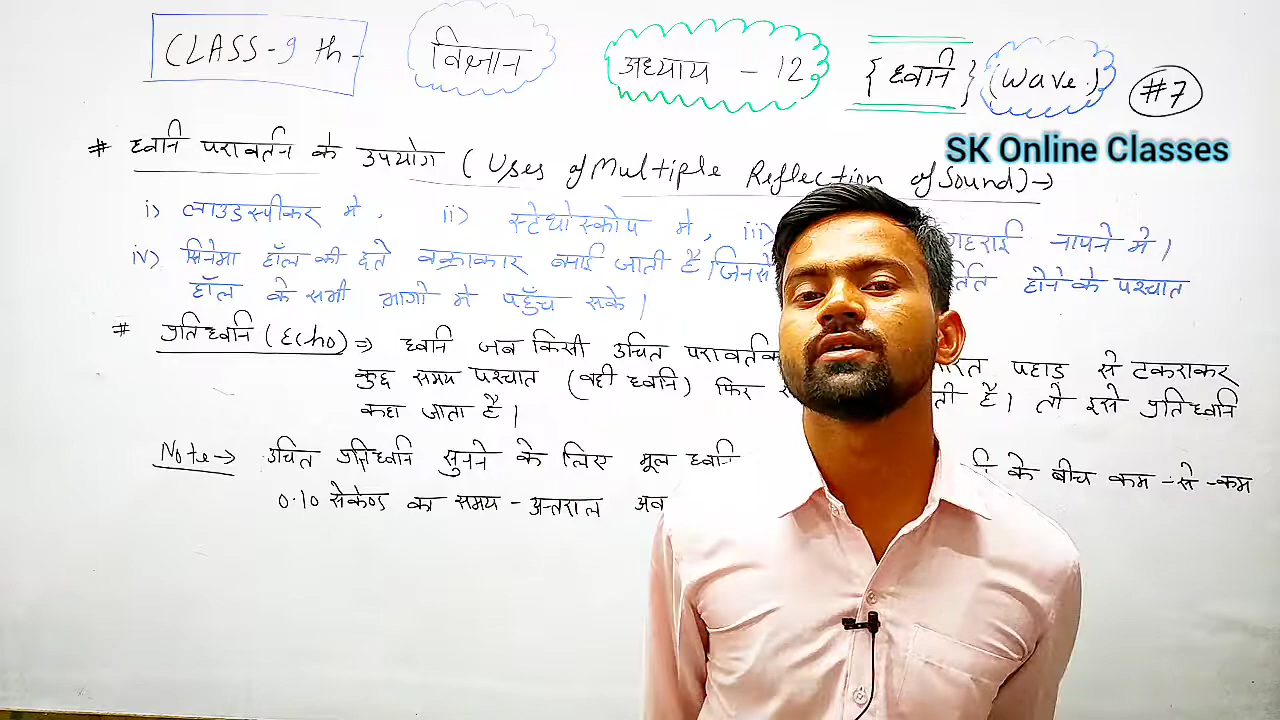 CLASS-9 th- विज्ञान अध्याय - 12 {ध्वनि} (Wave) #7
SK Online Classes
# ध्वनि परावर्तन के उपयोग (Uses of Multiple Reflection of Sound)→
i) लाउडस्पीकर में, ii) स्टेथोस्कोप में, iii) गहराई नापने में।
iv) सिनेमा हॉल की छते वक्राकार बनाई जाती है जिनसे होने के पश्चात
हॉल के सभी भागो में पहुँच सके।
# प्रतिध्वनि (Echo) ⇒ ध्वनि जब किसी उचित परावर्तक पहाड़ से टकराकर
कुछ समय पश्चात (वही ध्वनि) फिर है। तो इसे प्रतिध्वनि
कहा जाता है।
Note→ उचित प्रतिध्वनि सुनने के लिए मूल ध्वनि के बीच कम-से-कम
0.10 सेकेण्ड का समय-अन्तराल